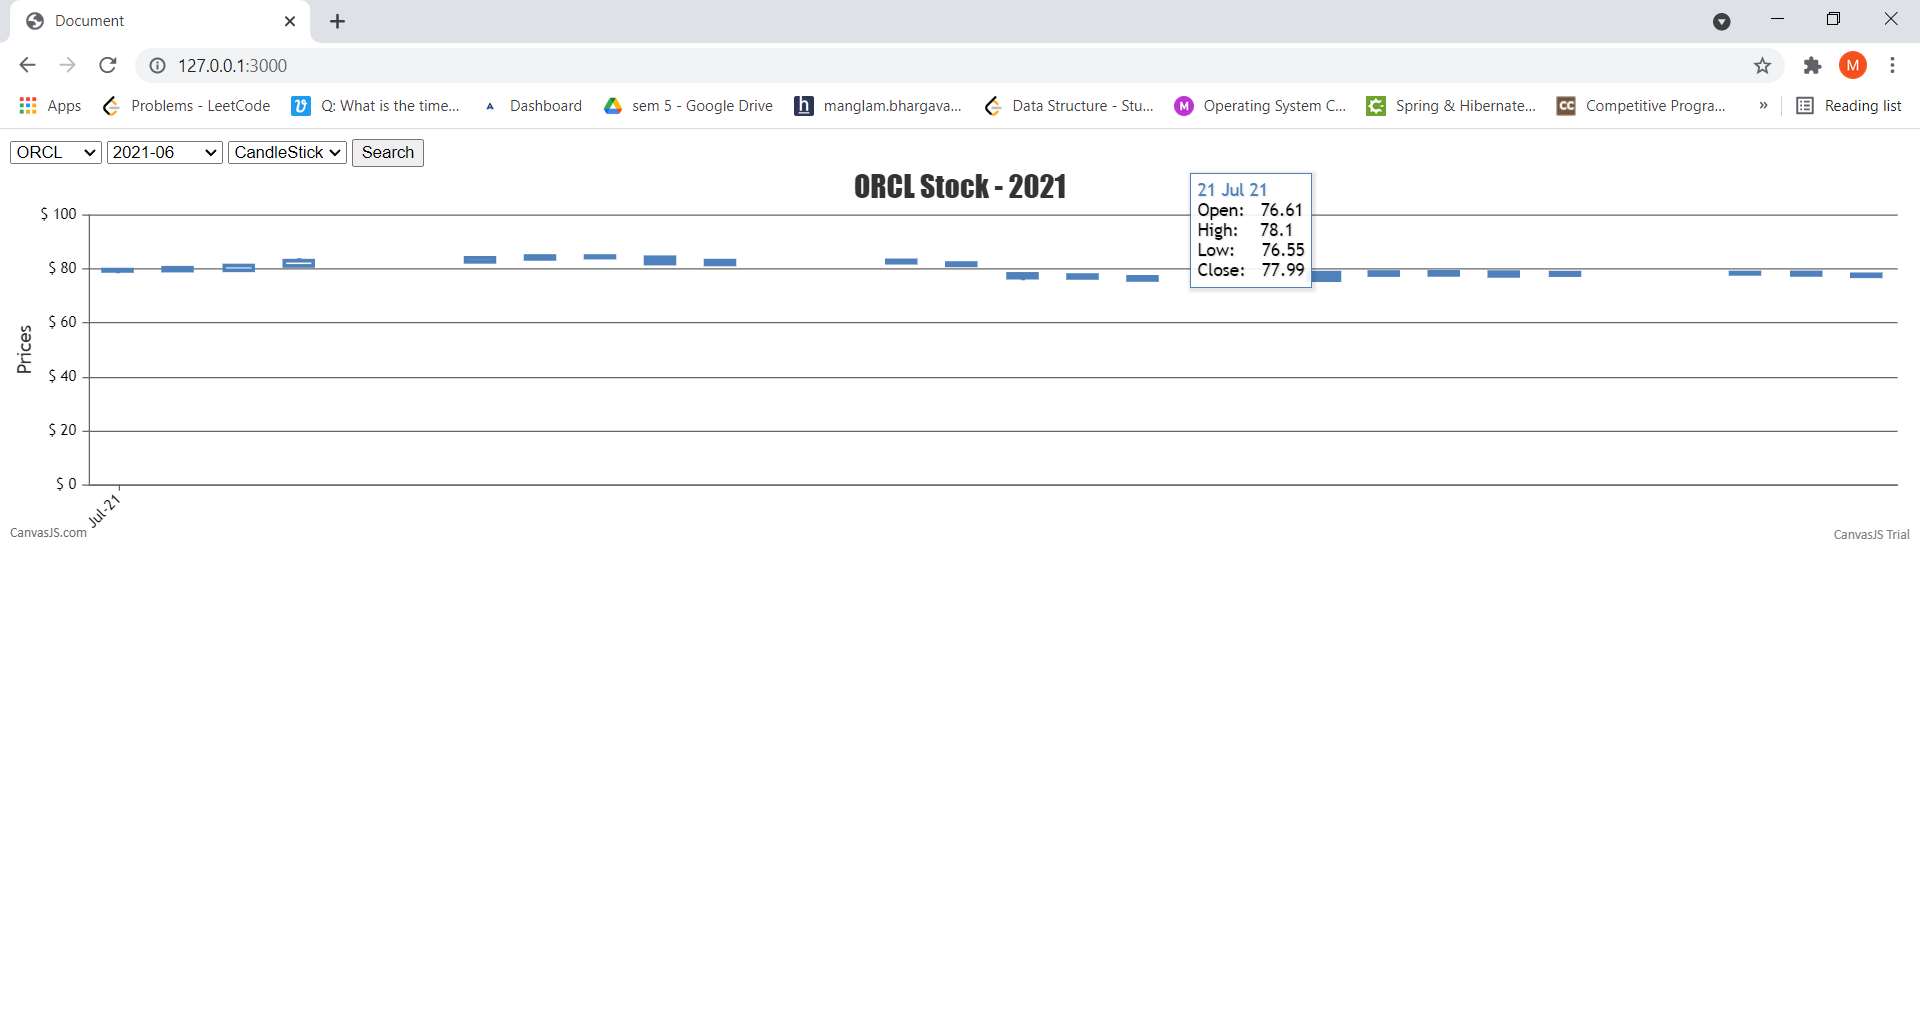 Document
127.0.0.1:3000
Apps Problems - LeetCode Q: What is the time... Dashboard sem 5 - Google Drive manglam.bhargava... Data Structure - Stu... M Operating System C... Spring & Hibernate... CC Competitive Progra... » Reading list
M
ORCL 2021-06 CandleStick Search
ORCL Stock - 2021
21 Jul 21
Open: 76.61
High: 78.1
Low: 76.55
Close: 77.99
Prices
$ 100
$ 80
$ 60
$ 40
$ 20
$ 0
Jul-21
CanvasJS.com
CanvasJS Trial